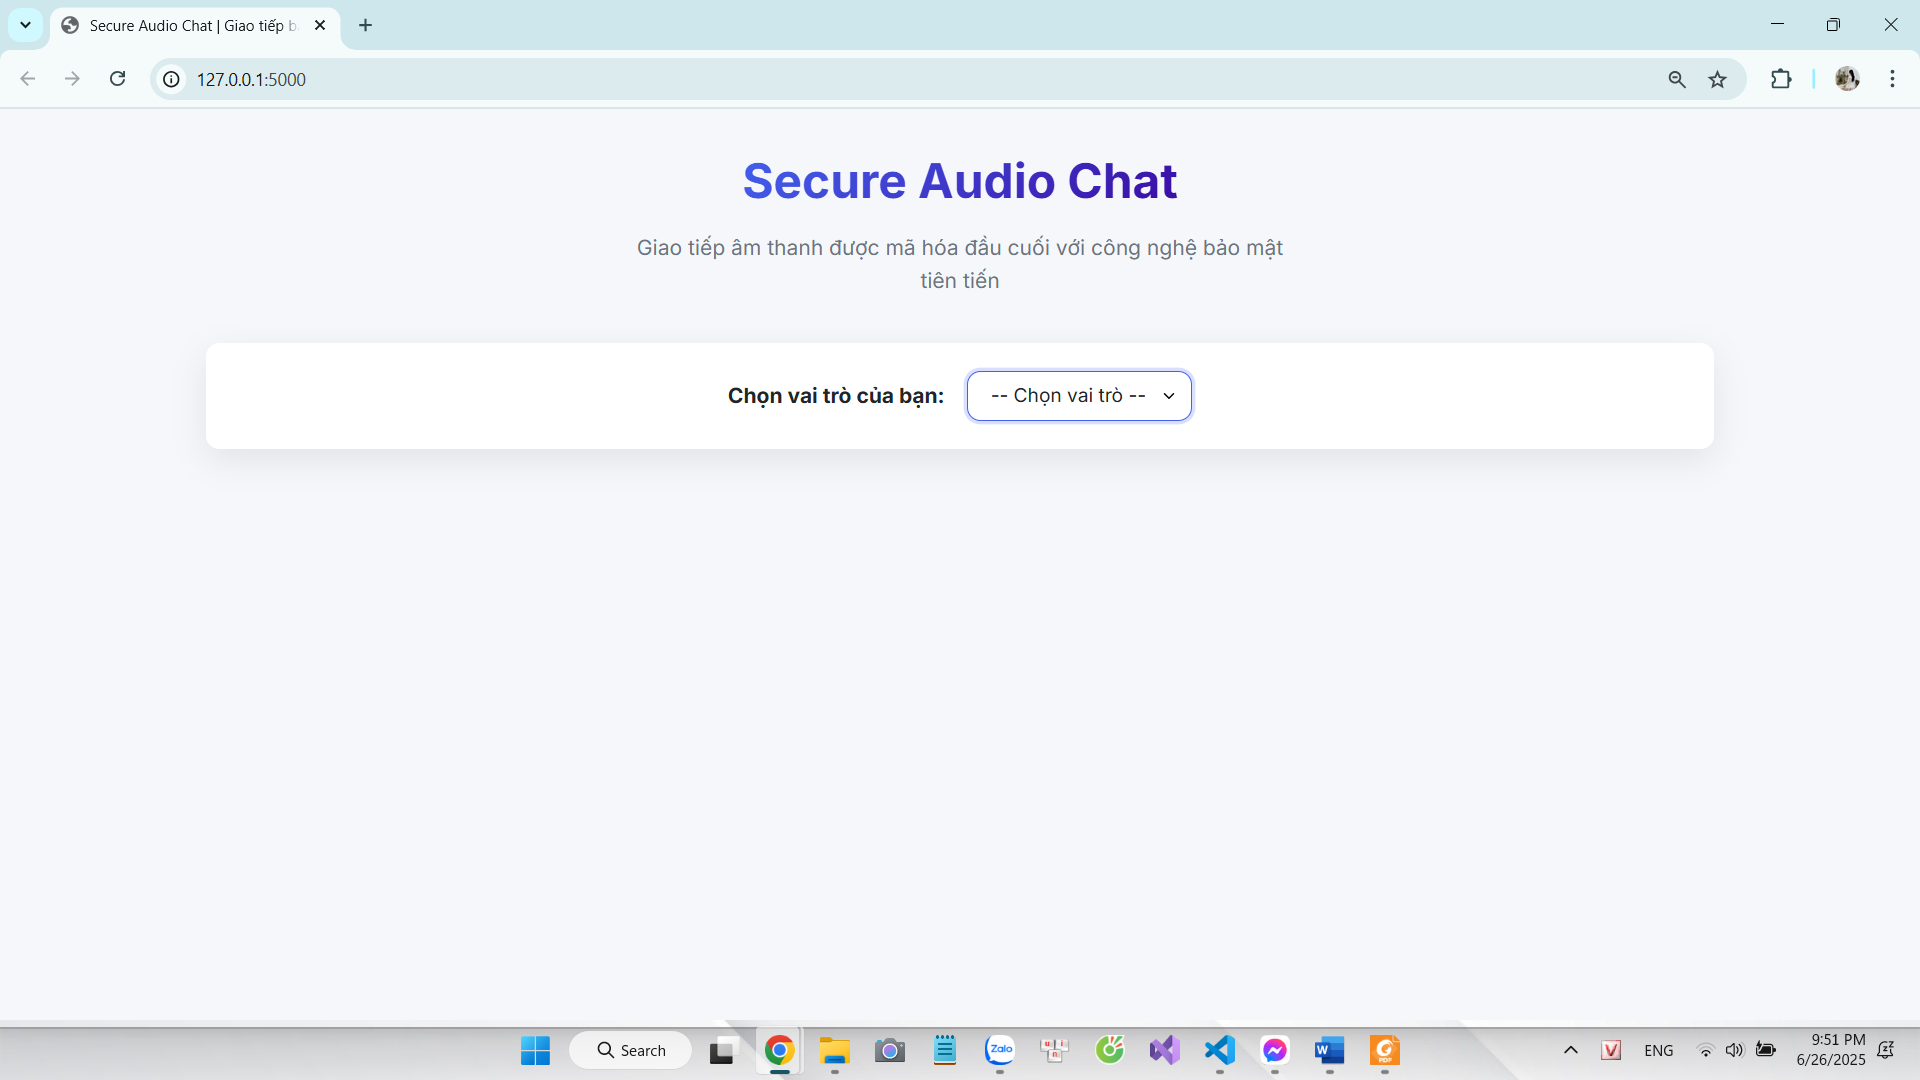 Secure Audio Chat | Giao tiếp b
127.0.0.1:5000
Secure Audio Chat
Giao tiếp âm thanh được mã hóa đầu cuối với công nghệ bảo mật
tiên tiến
Chọn vai trò của bạn:
-- Chọn vai trò --
Search
Zalo
u i
n
W
PDF
V
ENG
9:51 PM
6/26/2025